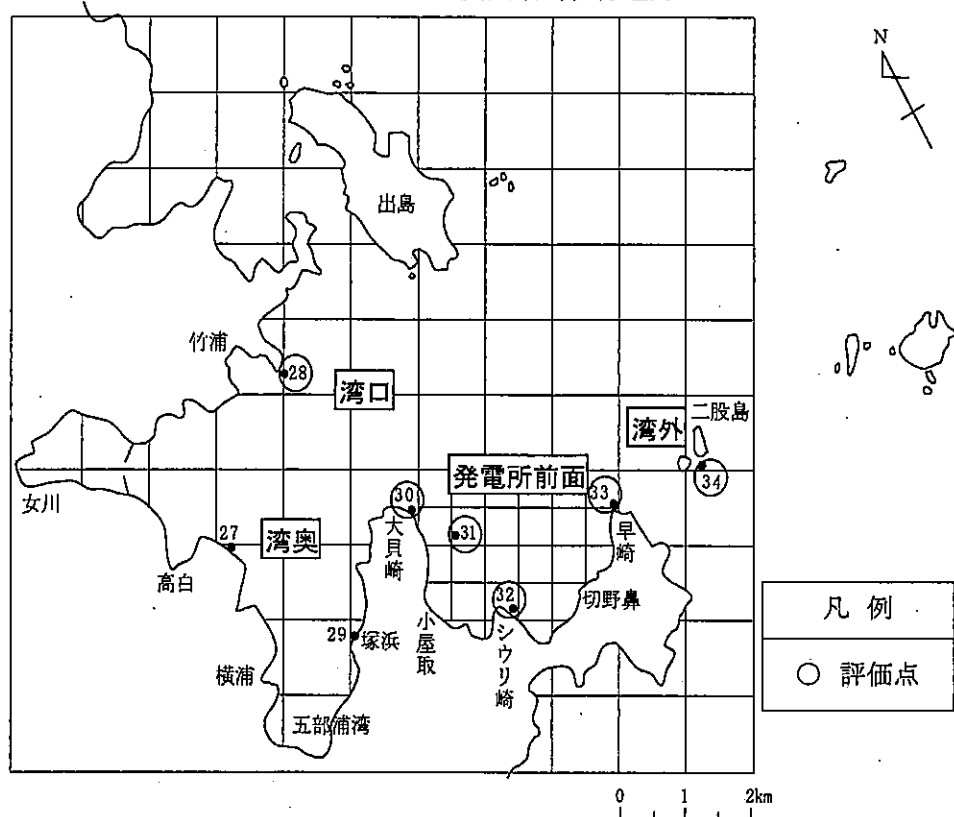 N
出島
竹浦
28
湾口
二股島
湾外
発電所前面
30
33
34
女川
大貝崎
31
早崎
27
湾奥
高白
32
切野鼻
凡例
29
塚浜
小屋取
シウリ崎
○ 評価点
横浦
五部浦湾
0 1 2km